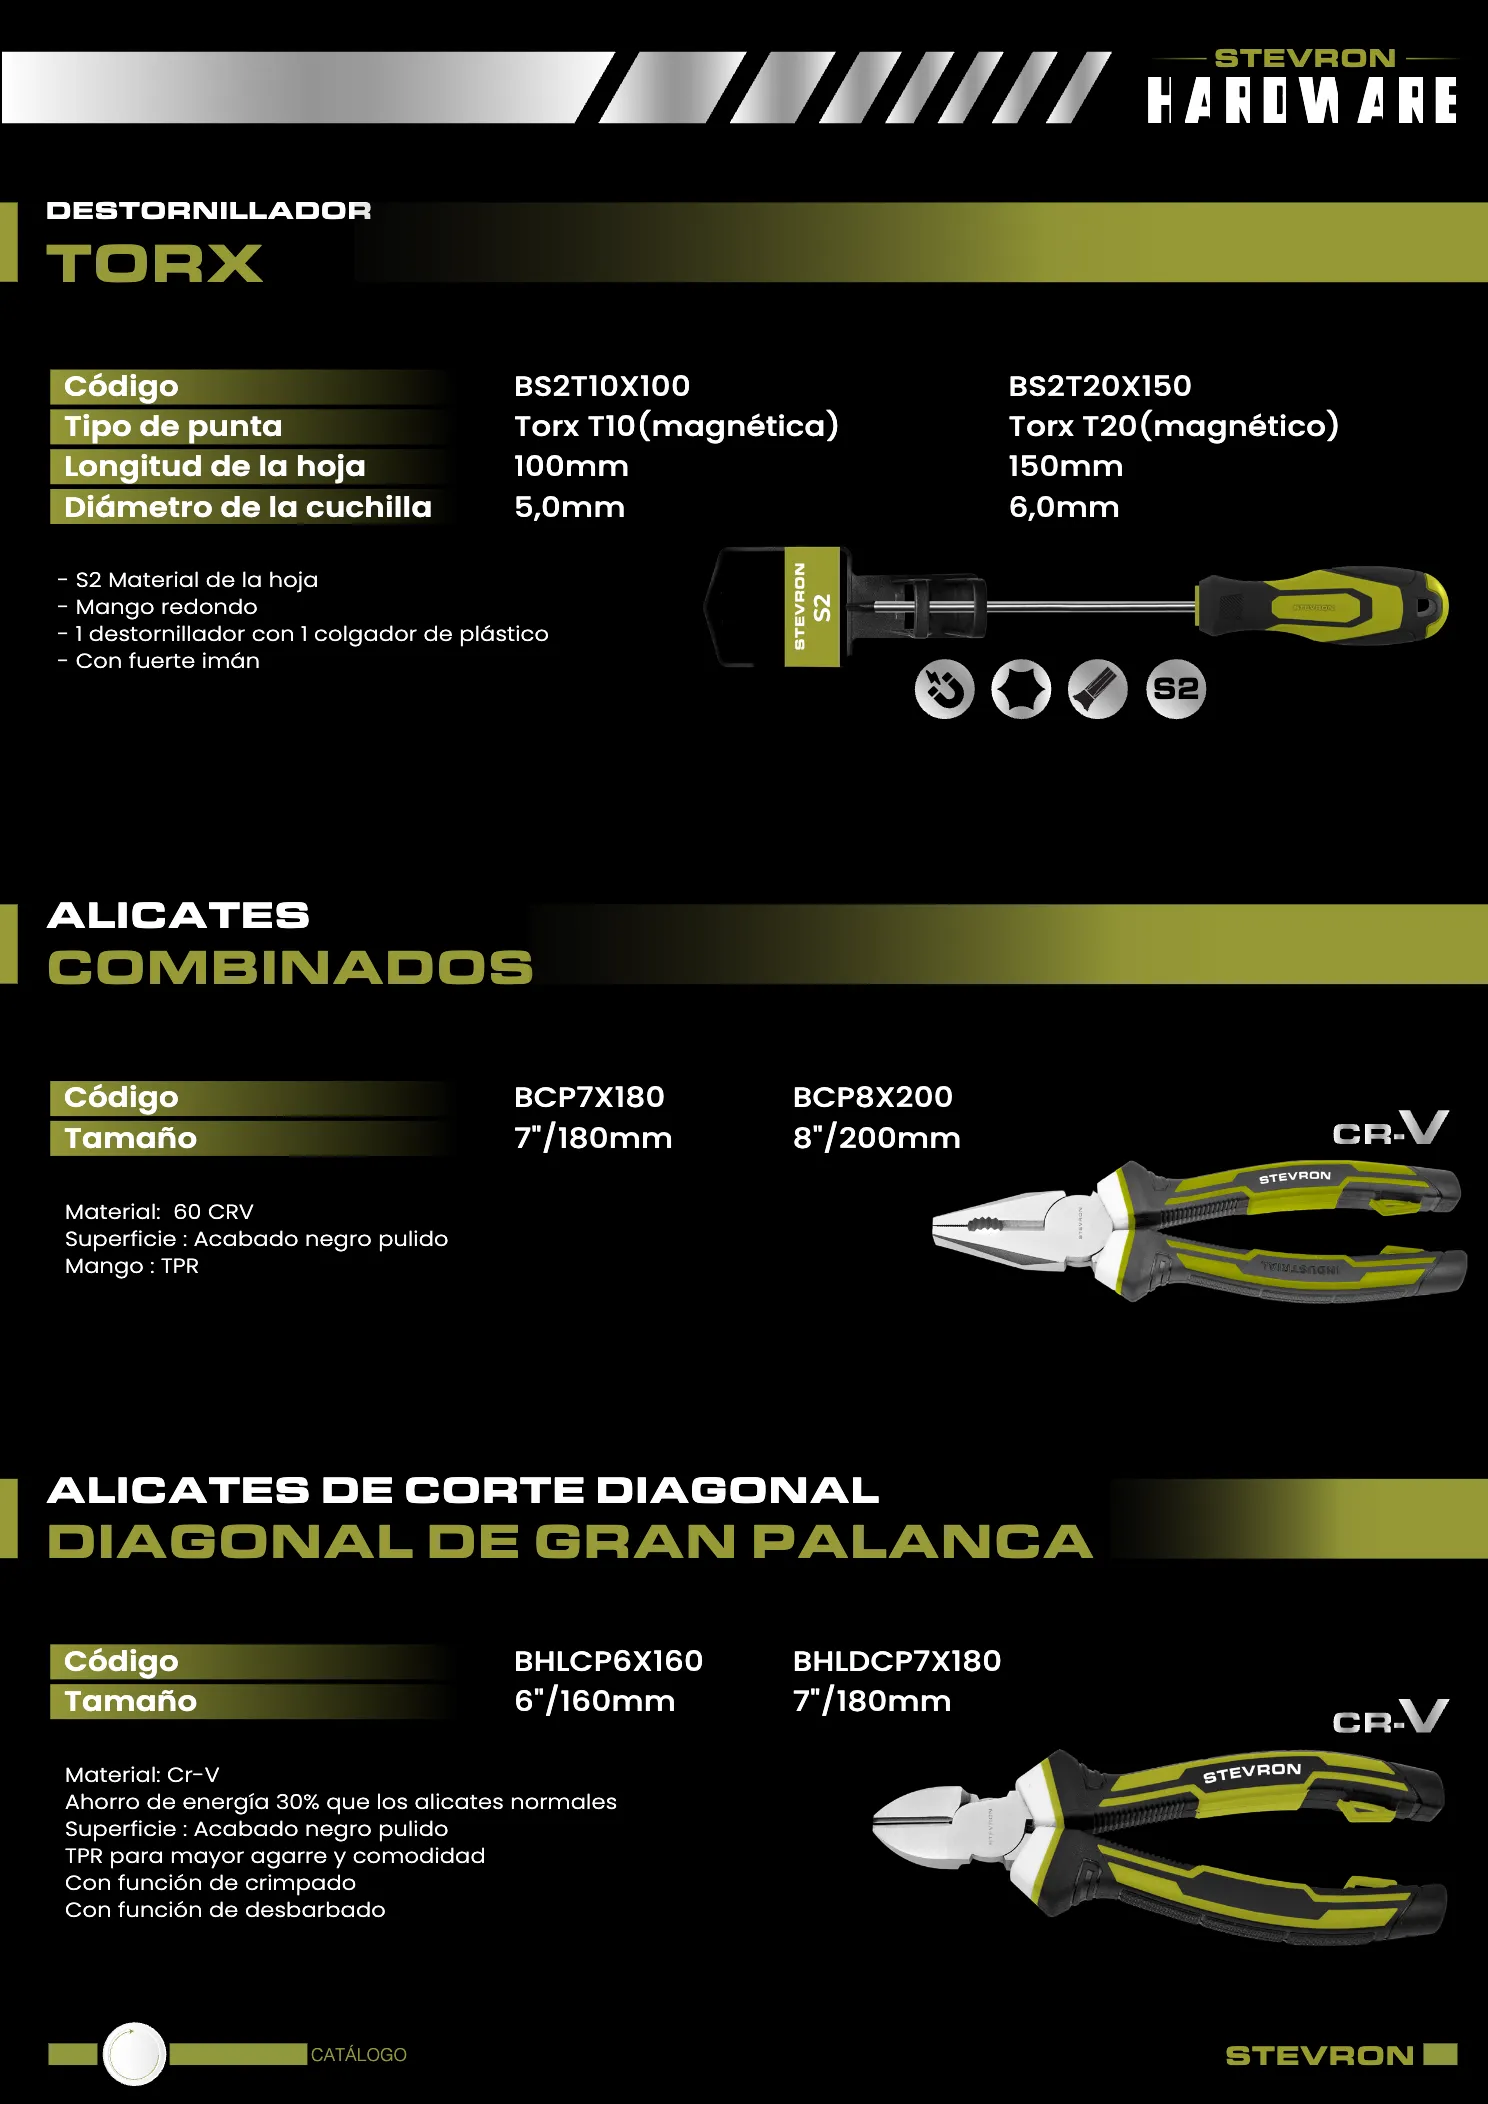 STEVRON
HARDWARE
DESTORNILLADOR
TORX
Código BS2T10X100 BS2T20X150
Tipo de punta Torx T10(magnética) Torx T20(magnético)
Longitud de la hoja 100mm 150mm
Diámetro de la cuchilla 5,0mm 6,0mm
- S2 Material de la hoja
- Mango redondo
- 1 destornillador con 1 colgador de plástico
- Con fuerte imán
STEVRON
S2
STEVRON
S2
ALICATES
COMBINADOS
Código BCP7X180 BCP8X200
Tamaño 7"/180mm 8"/200mm
CR-V
Material: 60 CRV
Superficie : Acabado negro pulido
Mango : TPR
STEVRON
STEVRON
INDUSTRIAL
ALICATES DE CORTE DIAGONAL
DIAGONAL DE GRAN PALANCA
Código BHLCP6X160 BHLDCP7X180
Tamaño 6"/160mm 7"/180mm
CR-V
Material: Cr-V
Ahorro de energía 30% que los alicates normales
Superficie : Acabado negro pulido
TPR para mayor agarre y comodidad
Con función de crimpado
Con función de desbarbado
STEVRON
STEVRON
CATÁLOGO
STEVRON